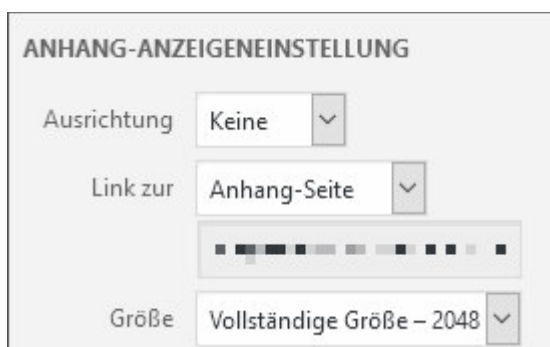 ANHANG-ANZEIGENEINSTELLUNG
Ausrichtung Keine
Link zur Anhang-Seite
Größe Vollständige Größe – 2048